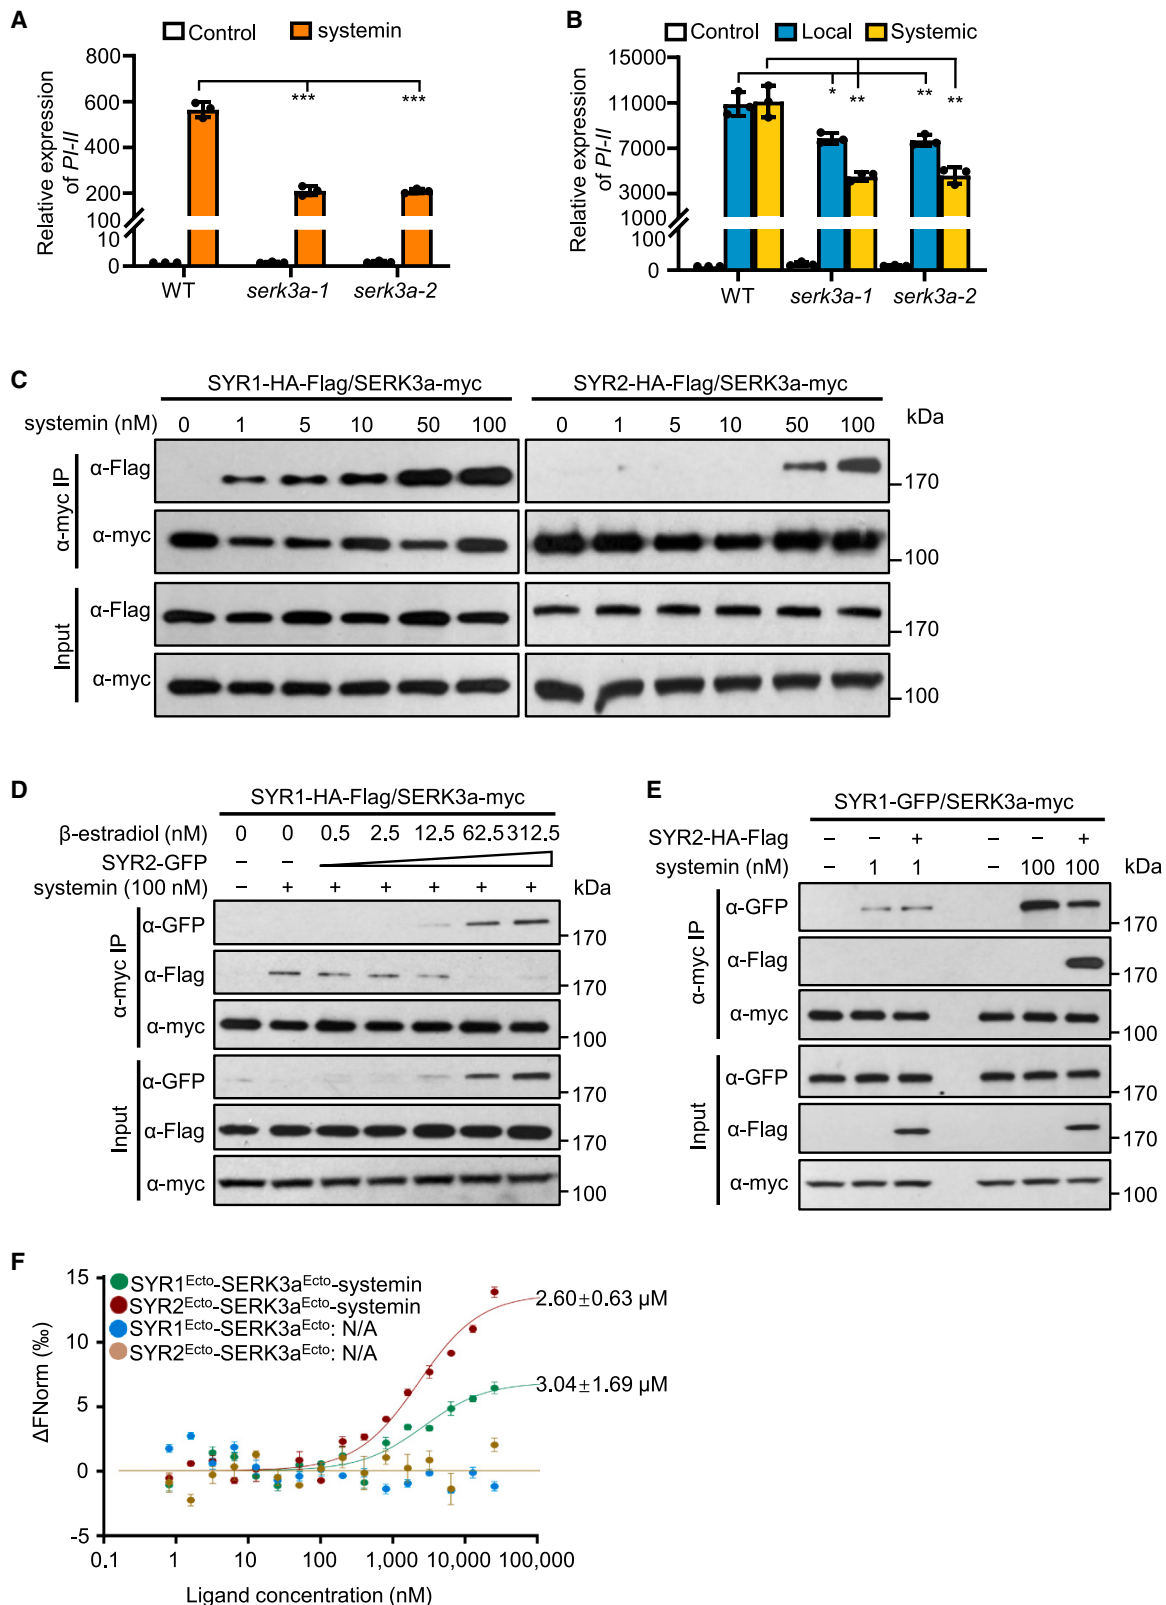 A
Control systemin
Relative expression
of PI-II
800
600
400
200
100
10
0
***
***
WT serk3a-1 serk3a-2
B
Control Local Systemic
Relative expression
of PI-II
15000
11000
7000
3000
1000
100
0
* ** ** **
WT serk3a-1 serk3a-2
C
SYR1-HA-Flag/SERK3a-myc SYR2-HA-Flag/SERK3a-myc
systemin (nM) 0 1 5 10 50 100 0 1 5 10 50 100 kDa
α-myc IP
α-Flag 170
α-myc 100
Input
α-Flag 170
α-myc 100
D
SYR1-HA-Flag/SERK3a-myc
β-estradiol (nM) 0 0 0.5 2.5 12.5 62.5 312.5
SYR2-GFP – –
systemin (100 nM) – + + + + + + kDa
α-myc IP
α-GFP 170
α-Flag 170
α-myc 100
Input
α-GFP 170
α-Flag 170
α-myc 100
E
SYR1-GFP/SERK3a-myc
SYR2-HA-Flag – – + – – +
systemin (nM) – 1 1 – 100 100 kDa
α-myc IP
α-GFP 170
α-Flag 170
α-myc 100
Input
α-GFP 170
α-Flag 170
α-myc 100
F
SYR1Ecto-SERK3aEcto-systemin
SYR2Ecto-SERK3aEcto-systemin
SYR1Ecto-SERK3aEcto: N/A
SYR2Ecto-SERK3aEcto: N/A
2.60±0.63 µM
3.04±1.69 µM
ΔFNorm (‰)
15
10
5
0
-5
0.1 1 10 100 1,000 10,000 100,000
Ligand concentration (nM)